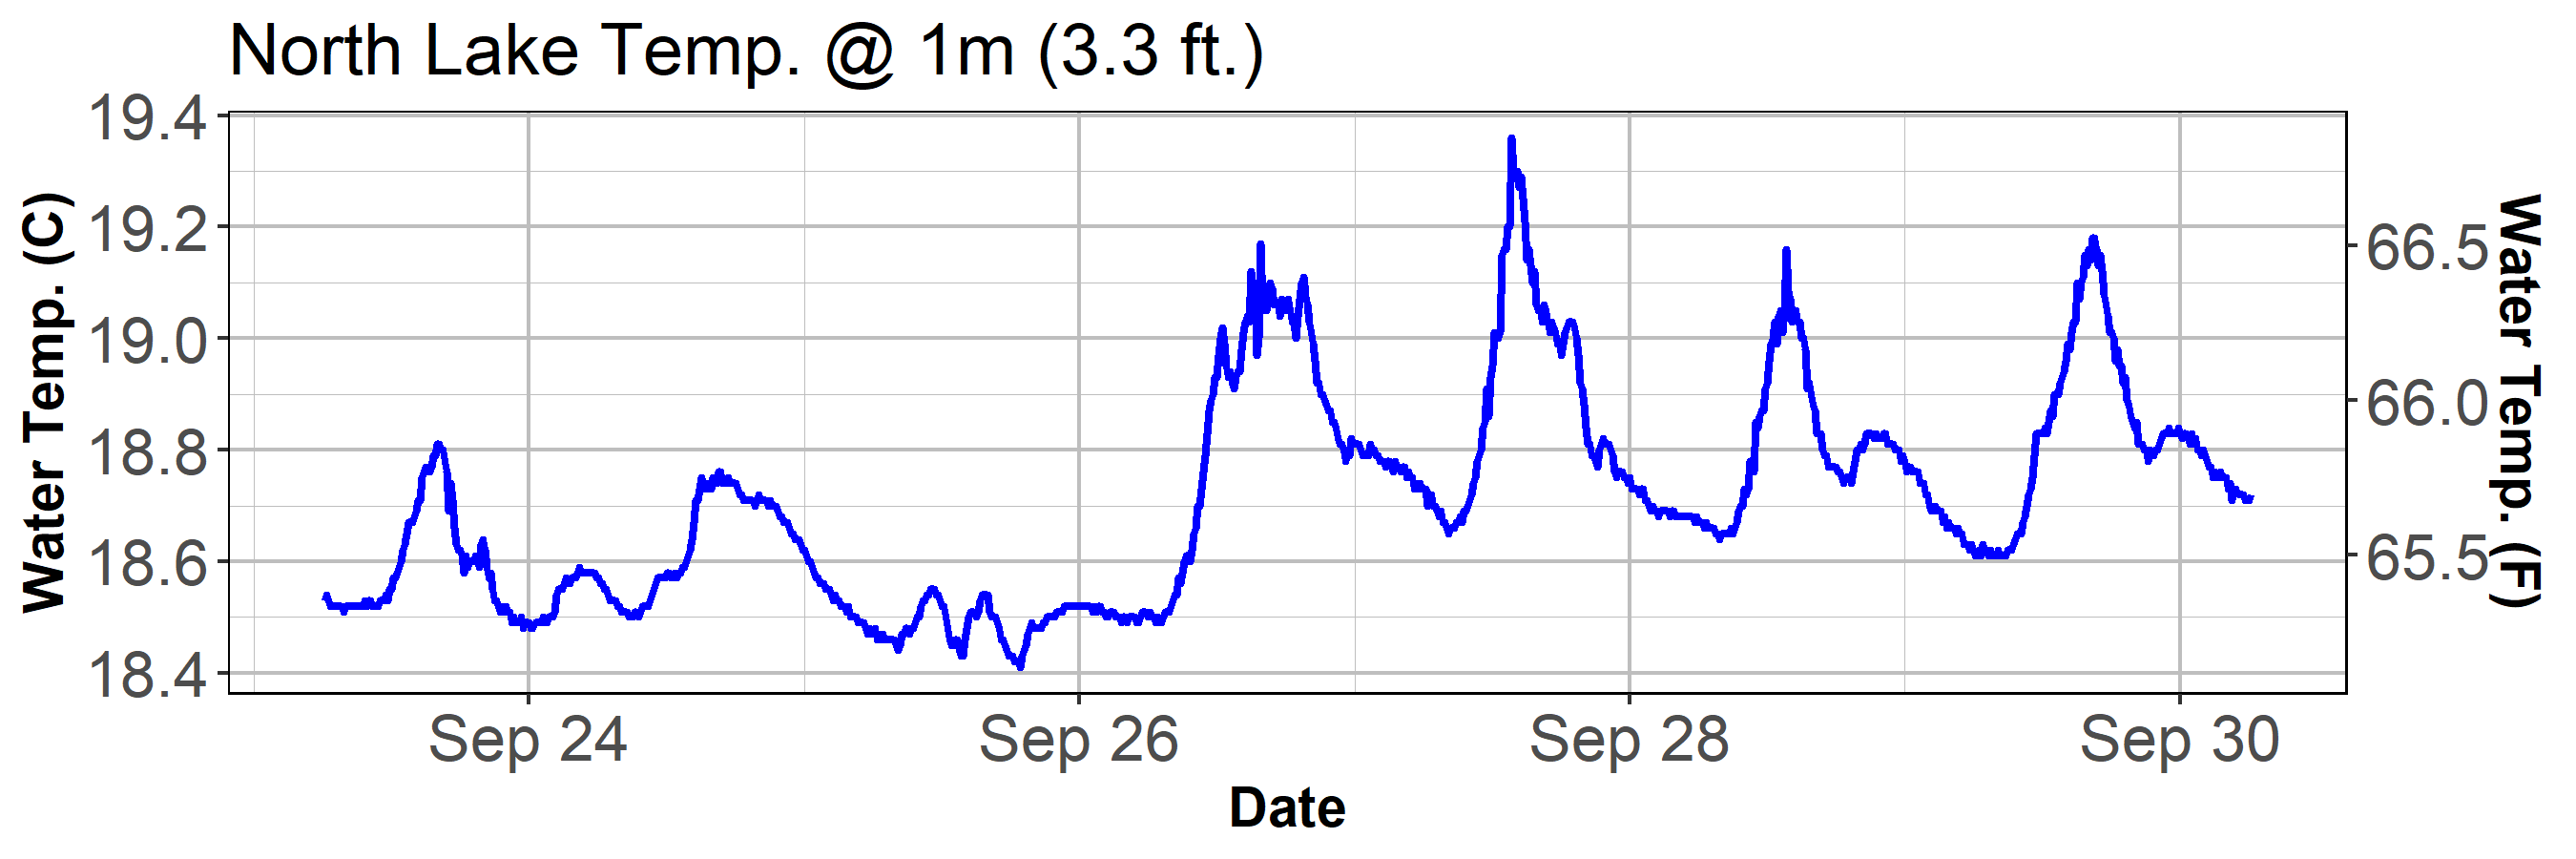 North Lake Temp. @ 1m (3.3 ft.)
Water Temp. (C)
19.4
19.2
19.0
18.8
18.6
18.4
66.5
66.0
65.5
Water Temp. (F)
Sep 24
Sep 26
Sep 28
Sep 30
Date